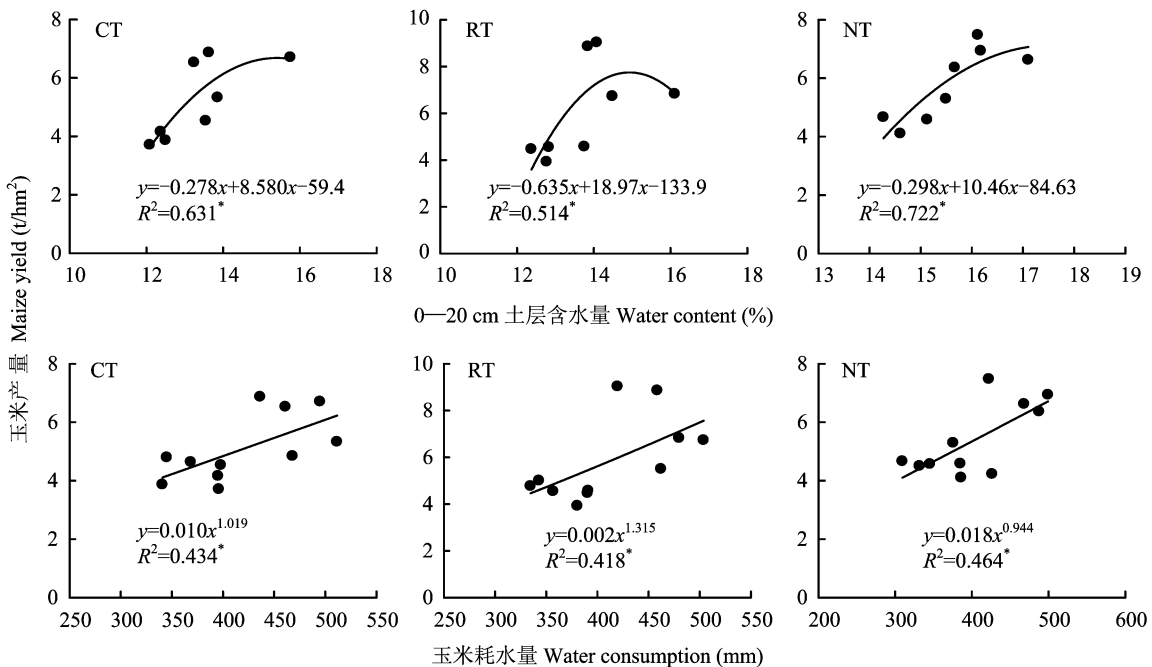 玉米产 量 Maize yield (t/hm²)
CT
8
6
4
2
0
y=−0.278x+8.580x−59.4
R²=0.631*
10 12 14 16 18
RT
10
8
6
4
2
0
y=−0.635x+18.97x−133.9
R²=0.514*
10 12 14 16 18
NT
8
6
4
2
0
y=−0.298x+10.46x−84.63
R²=0.722*
13 14 15 16 17 18 19
0—20 cm 土层含水量 Water content (%)
CT
8
6
4
2
0
y=0.010x^1.019
R²=0.434*
250 300 350 400 450 500 550
RT
10
8
6
4
2
0
y=0.002x^1.315
R²=0.418*
250 300 350 400 450 500 550
NT
8
6
4
2
0
y=0.018x^0.944
R²=0.464*
200 300 400 500 600
玉米耗水量 Water consumption (mm)